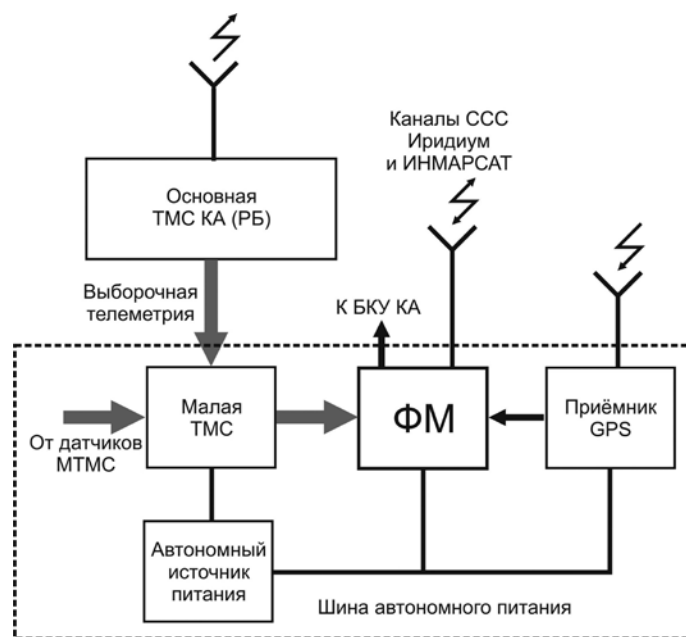 Каналы ССС
Иридиум
и ИНМАРСАТ
Основная
ТМС КА (РБ)
Выборочная
телеметрия
К БКУ КА
Малая
ТМС
ФМ
Приёмник
GPS
От датчиков
МТМС
Автономный
источник
питания
Шина автономного питания